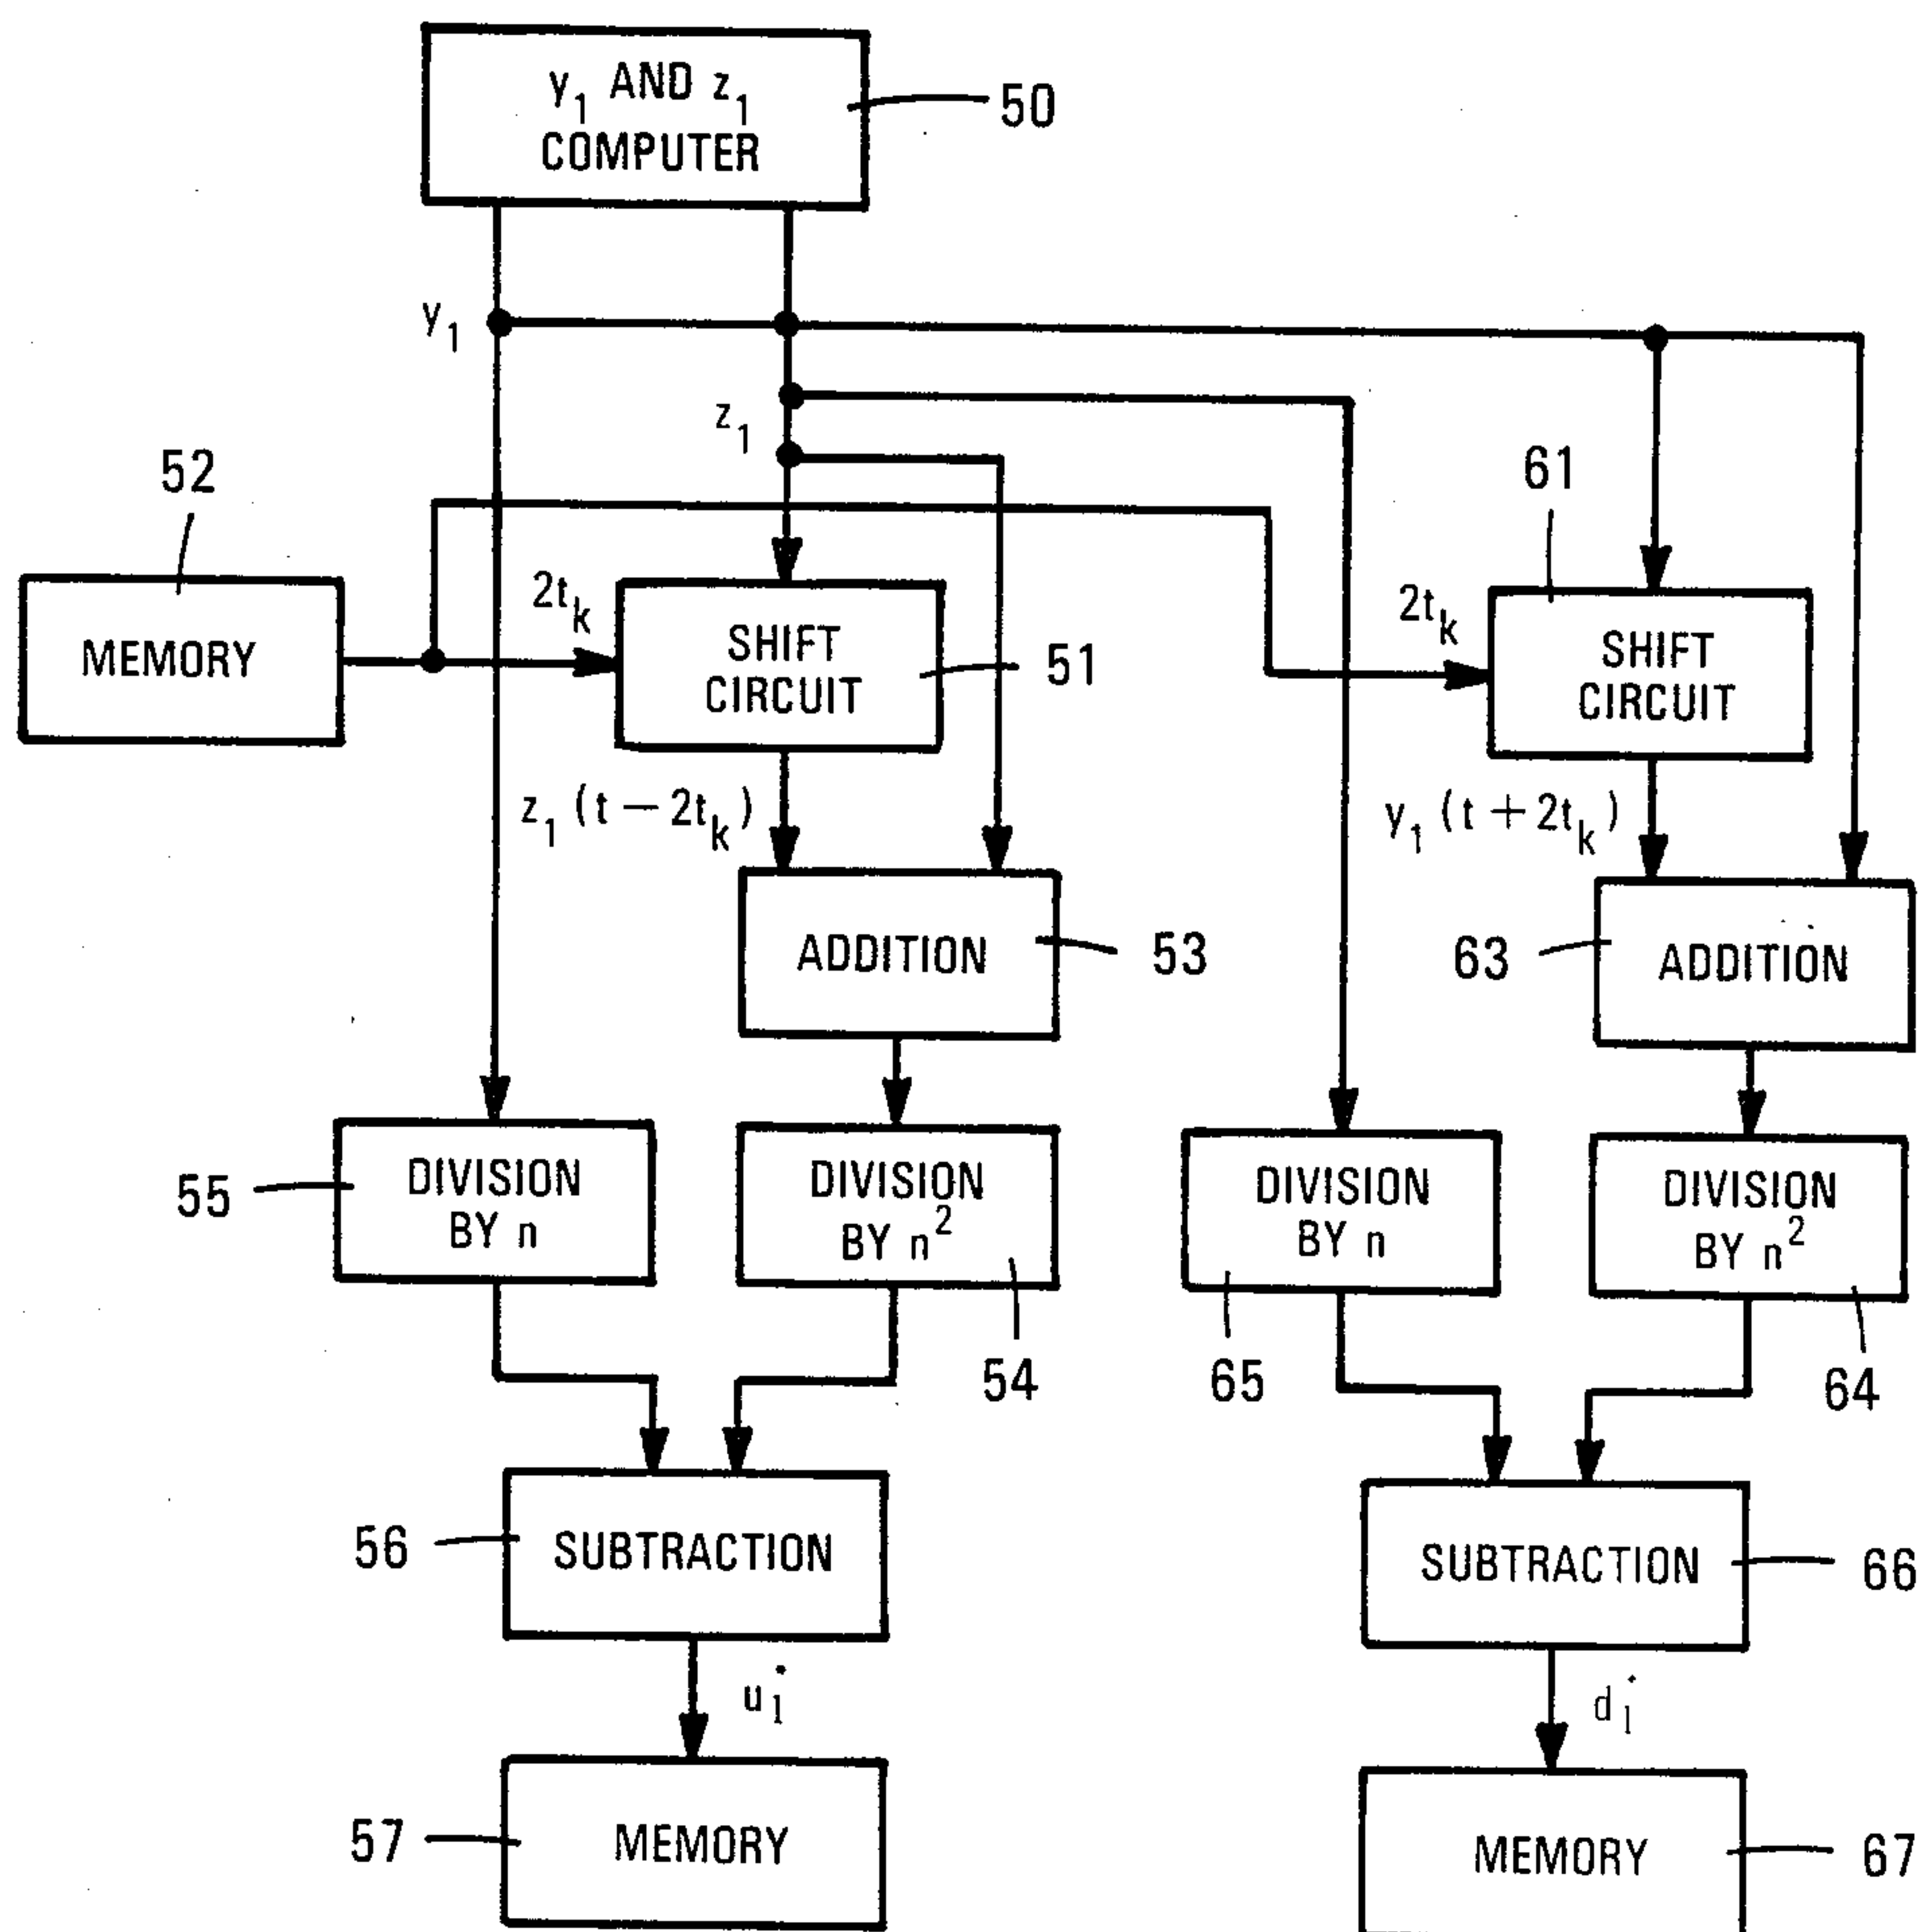 y₁ AND z₁
COMPUTER
50
y₁
z₁
52
61
MEMORY
2tₖ
SHIFT
CIRCUIT
51
2tₖ
SHIFT
CIRCUIT
z₁ (t − 2tₖ)
y₁ (t + 2tₖ)
ADDITION
53
63
ADDITION
55
DIVISION
BY n
DIVISION
BY n²
DIVISION
BY n
DIVISION
BY n²
54
65
64
56
SUBTRACTION
SUBTRACTION
66
uᵢ
dᵢ
57
MEMORY
MEMORY
67